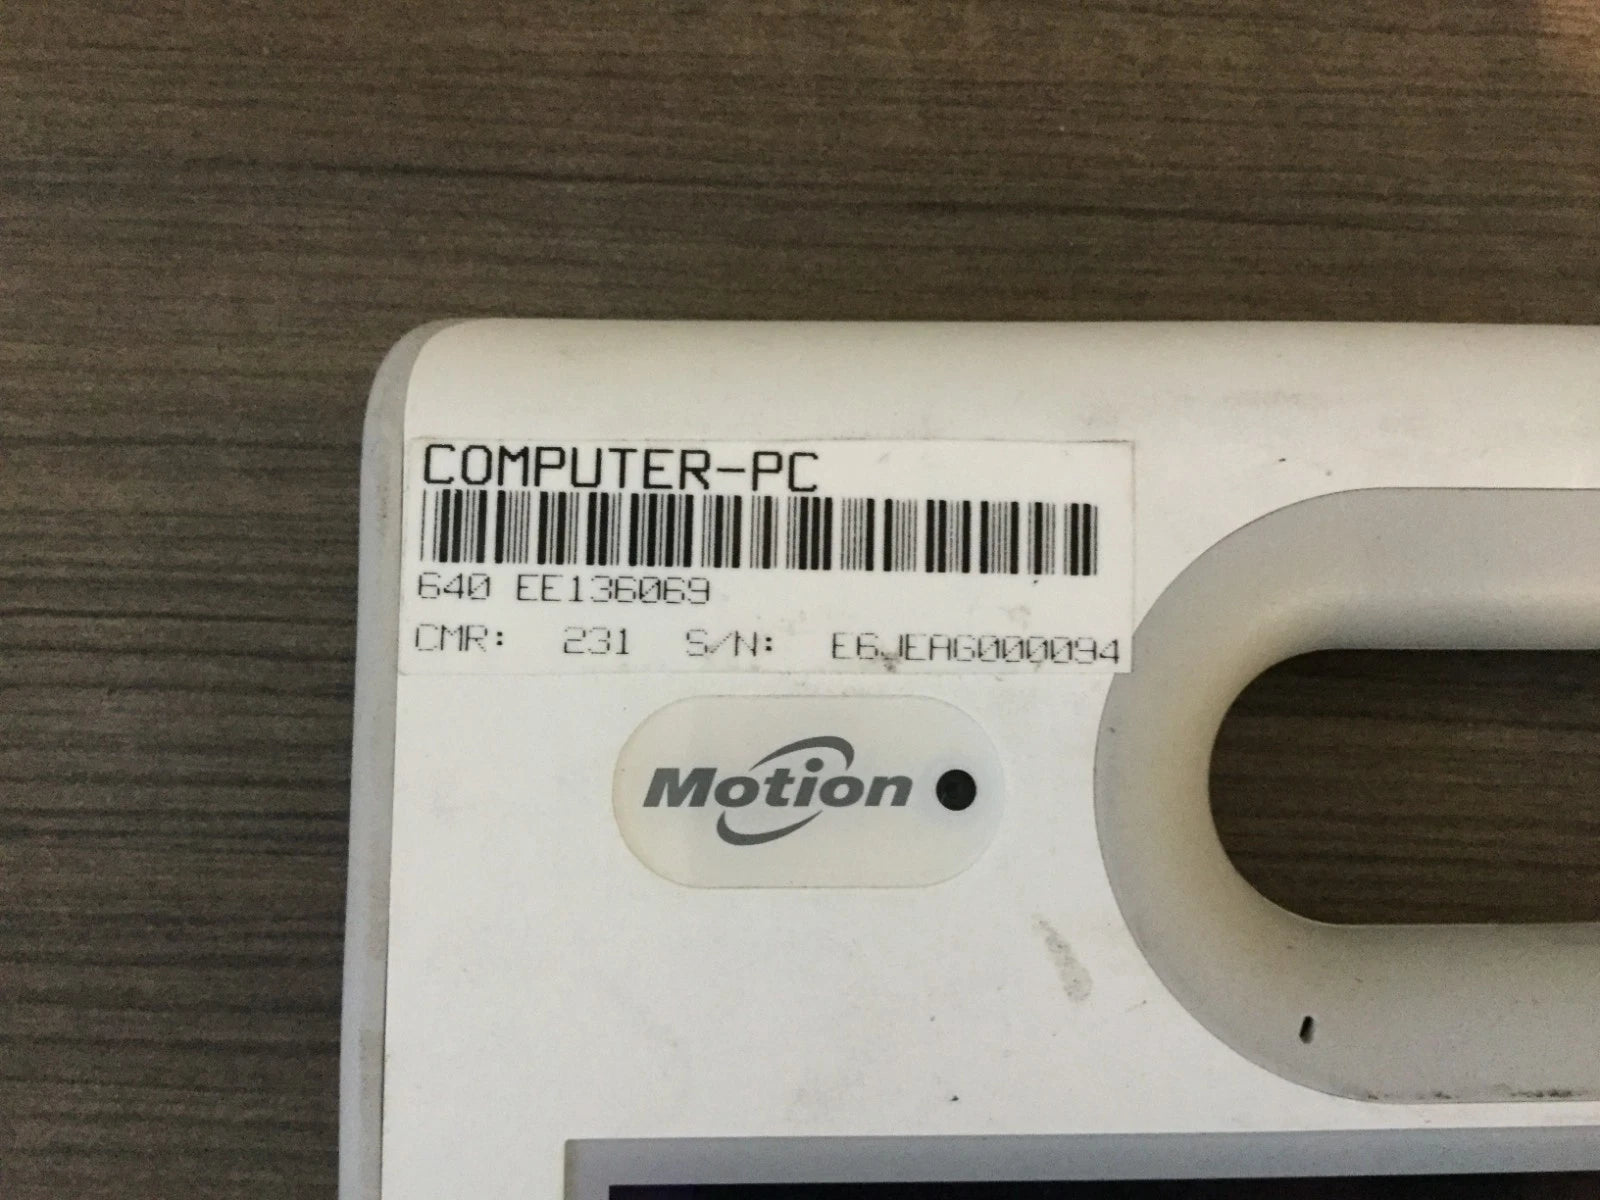 COMPUTER-PC
640 EE136069
CMR: 231 S/N: E6JEAG000094
Motion